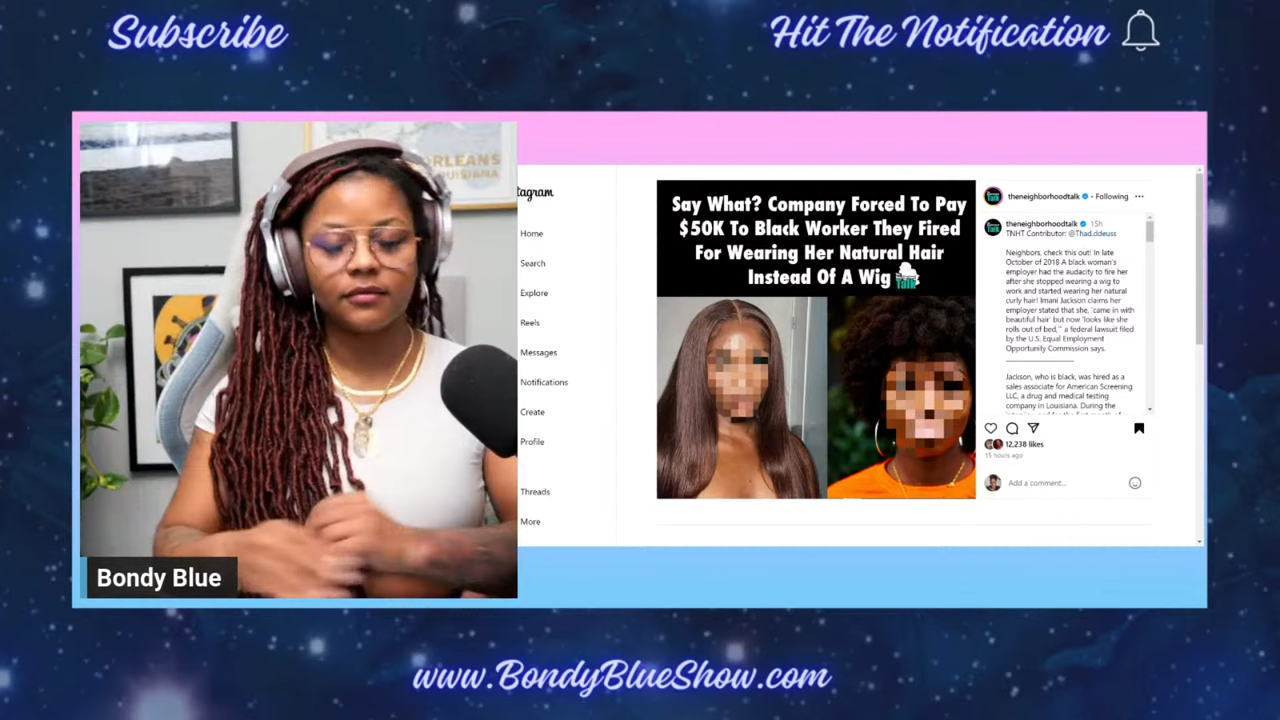 Subscribe
Hit The Notification
ORLEANS
LOUISIANA
Bondy Blue
tagram
Home
Search
Explore
Reels
Messages
Notifications
Create
Profile
Threads
More
Say What? Company Forced To Pay
$50K To Black Worker They Fired
For Wearing Her Natural Hair
Instead Of A Wig
Talk
theneighborhoodtalk • Following
theneighborhoodtalk 15h
TNHT Contributor: @Thad.ddeuss
Neighbors, check this out! In late
October of 2018 A black woman's
employer had the audacity to fire her
after she stopped wearing a wig to
work and started wearing her natural
curly hair! Imani Jackson claims her
employer stated that she, 'came in with
beautiful hair' but now 'looks like she
rolls out of bed,'" a federal lawsuit filed
by the U.S. Equal Employment
Opportunity Commission says.
Jackson, who is black, was hired as a
sales associate for American Screening
LLC, a drug and medical testing
company in Louisiana. During the
12,238 likes
15 hours ago
Add a comment...
www.BondyBlueShow.com